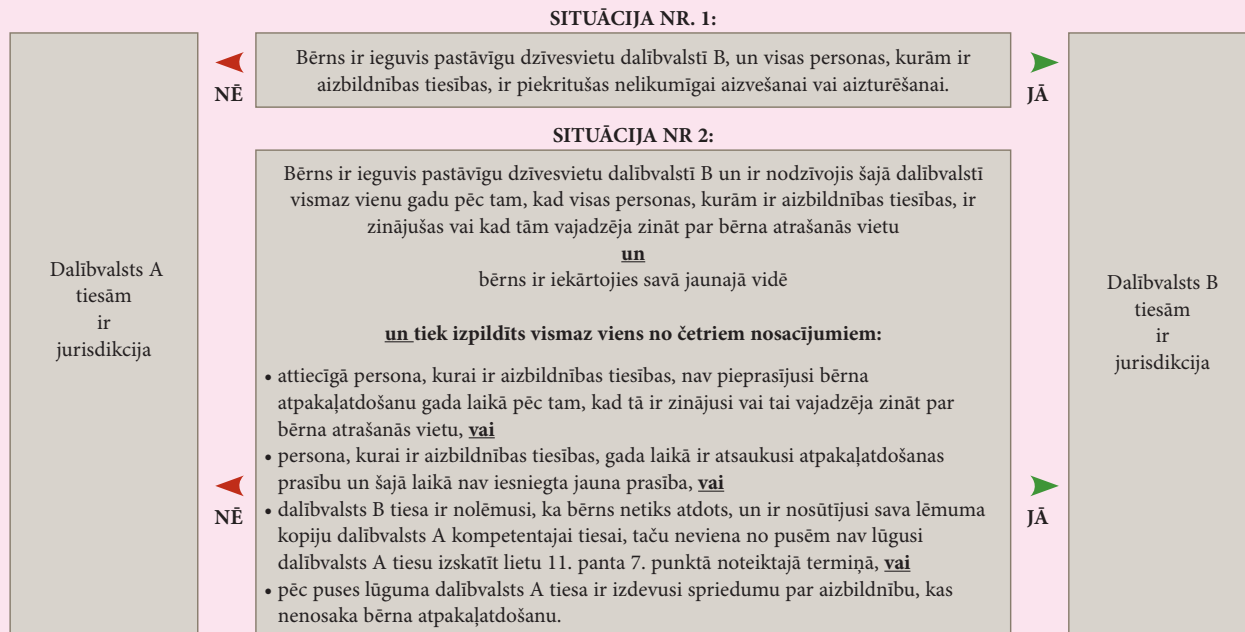 SITUĀCIJA NR. 1:
Bērns ir ieguvis pastāvīgu dzīvesvietu dalībvalstī B, un visas personas, kurām ir
aizbildnības tiesības, ir piekritušas nelikumīgai aizvešanai vai aizturēšanai.
NĒ
JĀ
SITUĀCIJA NR 2:
Bērns ir ieguvis pastāvīgu dzīvesvietu dalībvalstī B un ir nodzīvojis šajā dalībvalstī
vismaz vienu gadu pēc tam, kad visas personas, kurām ir aizbildnības tiesības, ir
zinājušas vai kad tām vajadzēja zināt par bērna atrašanās vietu
un
bērns ir iekārtojies savā jaunajā vidē
un tiek izpildīts vismaz viens no četriem nosacījumiem:
• attiecīgā persona, kurai ir aizbildnības tiesības, nav pieprasījusi bērna
atpakaļatdošanu gada laikā pēc tam, kad tā ir zinājusi vai tai vajadzēja zināt par
bērna atrašanās vietu, vai
• persona, kurai ir aizbildnības tiesības, gada laikā ir atsaukusi atpakaļatdošanas
prasību un šajā laikā nav iesniegta jauna prasība, vai
• dalībvalsts B tiesa ir nolēmusi, ka bērns netiks atdots, un ir nosūtījusi sava lēmuma
kopiju dalībvalsts A kompetentajai tiesai, taču neviena no pusēm nav lūgusi
dalībvalsts A tiesu izskatīt lietu 11. panta 7. punktā noteiktajā termiņā, vai
• pēc puses lūguma dalībvalsts A tiesa ir izdevusi spriedumu par aizbildnību, kas
nenosaka bērna atpakaļatdošanu.
NĒ
JĀ
Dalībvalsts A
tiesām
ir
jurisdikcija
Dalībvalsts B
tiesām
ir
jurisdikcija